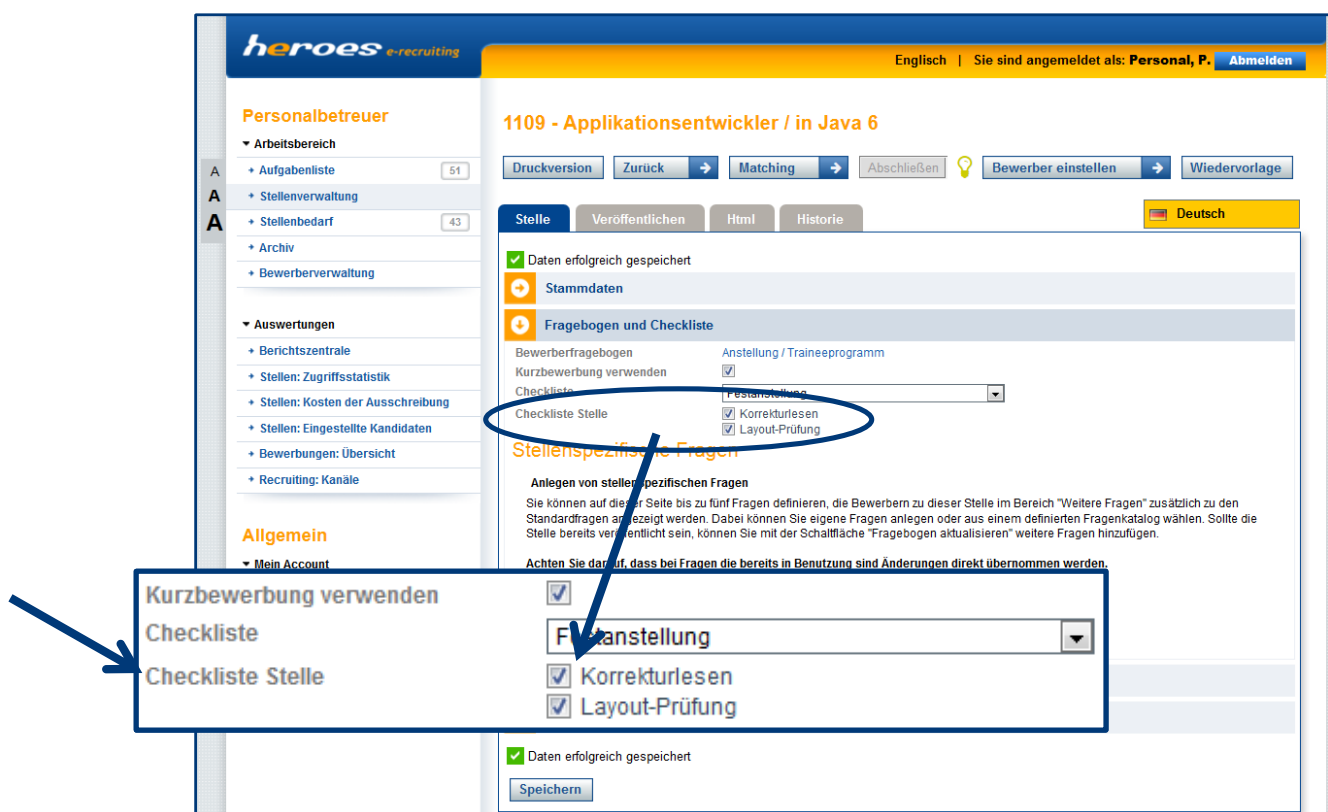 heroes e-recruiting
Englisch | Sie sind angemeldet als: Personal, P. Abmelden
Personalbetreuer
Arbeitsbereich
A
A
A
Aufgabenliste 51
Stellenverwaltung
Stellenbedarf 43
Archiv
Bewerberverwaltung
Auswertungen
Berichtszentrale
Stellen: Zugriffsstatistik
Stellen: Kosten der Ausschreibung
Stellen: Eingestellte Kandidaten
Bewerbungen: Übersicht
Recruiting: Kanäle
Allgemein
Mein Account
1109 - Applikationsentwickler / in Java 6
Druckversion Zurück Matching Abschließen Bewerber einstellen Wiedervorlage
Stelle Veröffentlichen Html Historie Deutsch
Daten erfolgreich gespeichert
Stammdaten
Fragebogen und Checkliste
Bewerberfragebogen Anstellung / Traineeprogramm
Kurzbewerbung verwenden
Checkliste Festanstellung
Checkliste Stelle Korrekturlesen
Layout-Prüfung
Stellenspezifische Fragen
Anlegen von stellenspezifischen Fragen
Sie können auf dieser Seite bis zu fünf Fragen definieren, die Bewerbern zu dieser Stelle im Bereich "Weitere Fragen" zusätzlich zu den
Standardfragen angezeigt werden. Dabei können Sie eigene Fragen anlegen oder aus einem definierten Fragenkatalog wählen. Sollte die
Stelle bereits veröffentlicht sein, können Sie mit der Schaltfläche "Fragebogen aktualisieren" weitere Fragen hinzufügen.
Achten Sie darauf, dass bei Fragen die bereits in Benutzung sind Änderungen direkt übernommen werden.
Kurzbewerbung verwenden
Checkliste Festanstellung
Checkliste Stelle Korrekturlesen
Layout-Prüfung
Daten erfolgreich gespeichert
Speichern